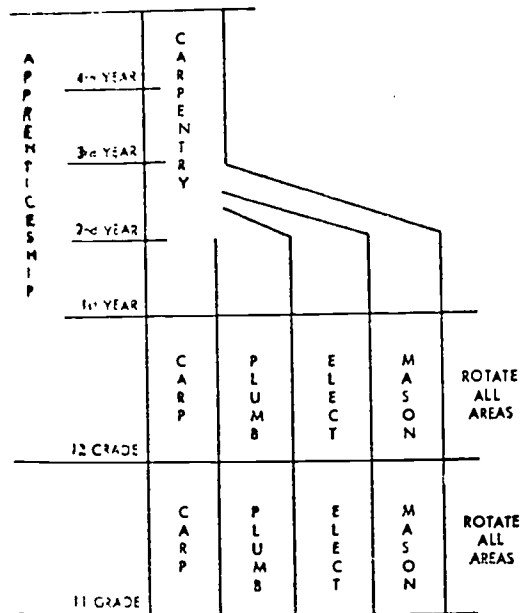 APPRENTICESHIP
CARPENTRY
4th YEAR
3rd YEAR
2nd YEAR
1st YEAR
CARP
PLUMB
ELECT
MASON
ROTATE
ALL
AREAS
12 GRADE
CARP
PLUMB
ELECT
MASON
ROTATE
ALL
AREAS
11 GRADE